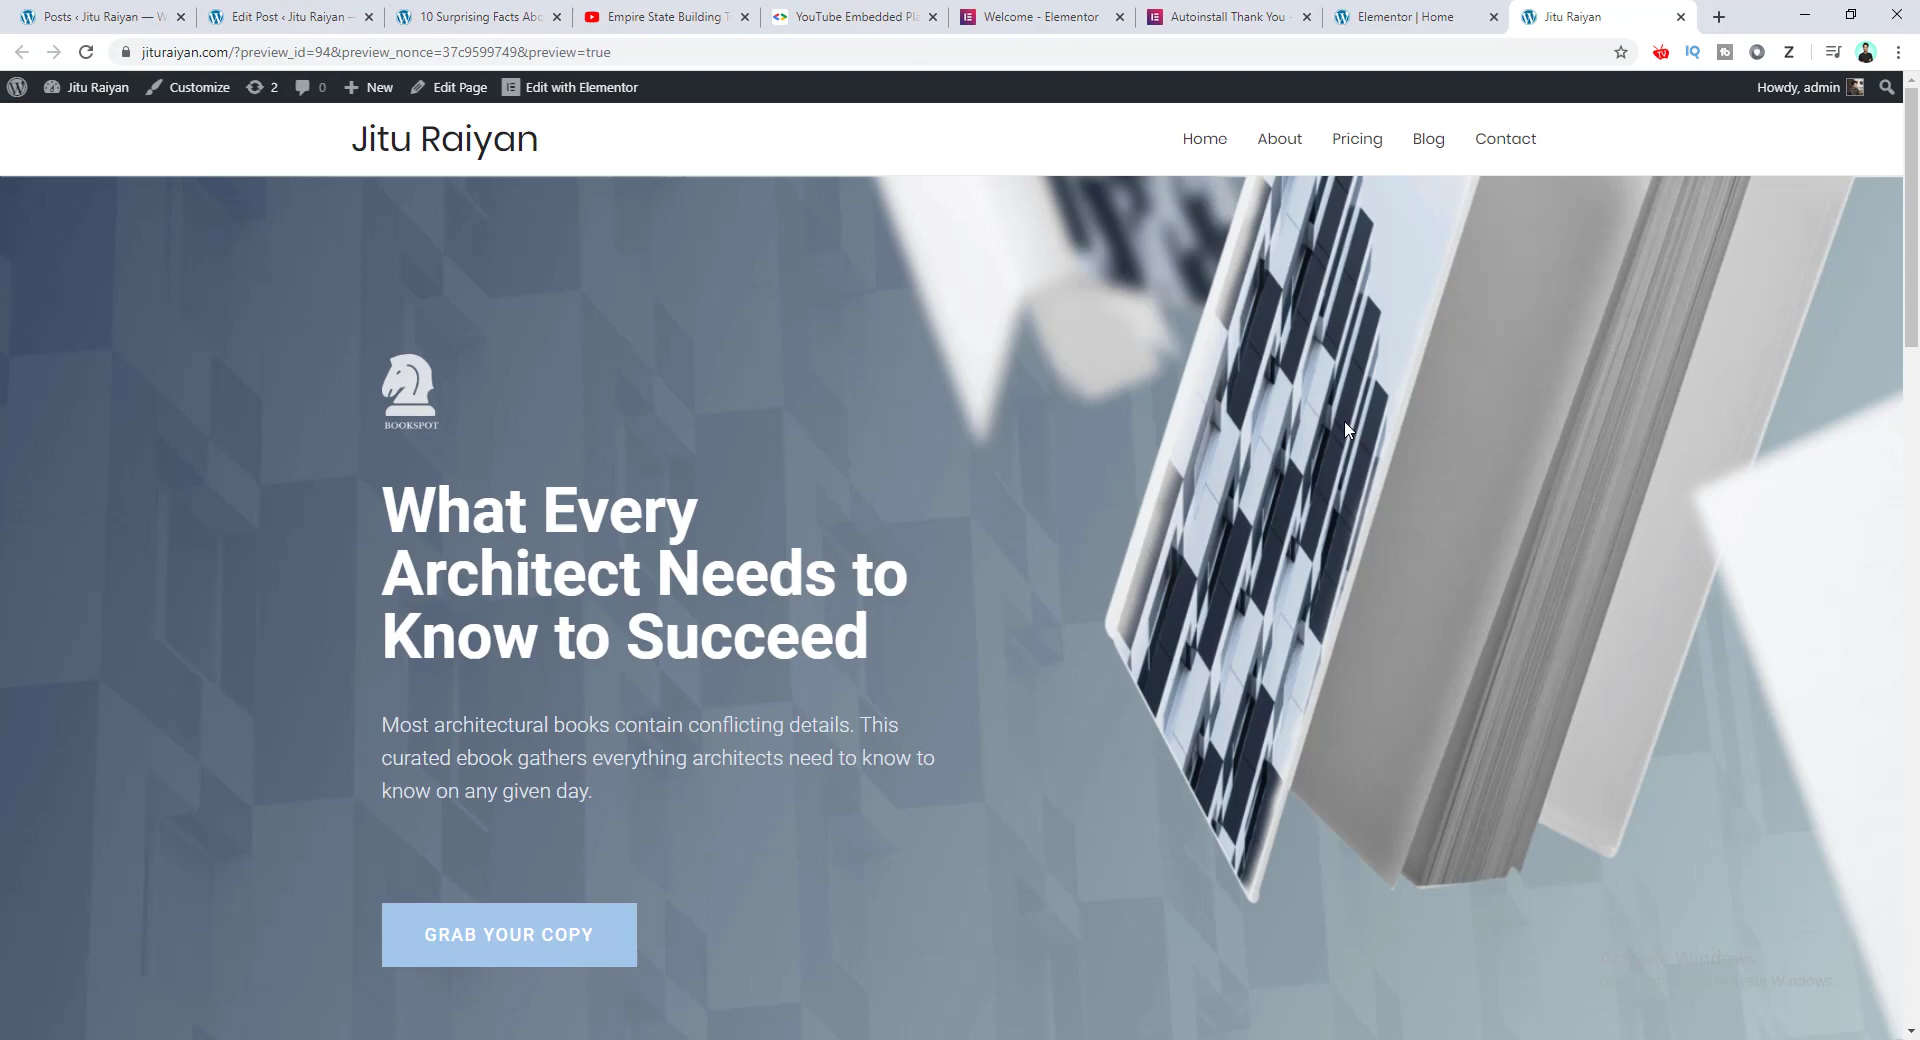 Jitu Raiyan — W
Edit Post ‹ Jitu Raiyan —
10 Surprising Facts Abo
Empire State Building T
YouTube Embedded Pla
Welcome - Elementor
Autoinstall Thank You -
Elementor | Home
Jitu Raiyan
jituraiyan.com/?preview_id=94&preview_nonce=37c9599749&preview=true
Jitu Raiyan
Customize
2
0
New
Edit Page
Edit with Elementor
Howdy, admin
Jitu Raiyan
Home
About
Pricing
Blog
Contact
BOOKSPOT
What Every
Architect Needs to
Know to Succeed
Most architectural books contain conflicting details. This
curated ebook gathers everything architects need to know to
know on any given day.
GRAB YOUR COPY
Windows
Windows.